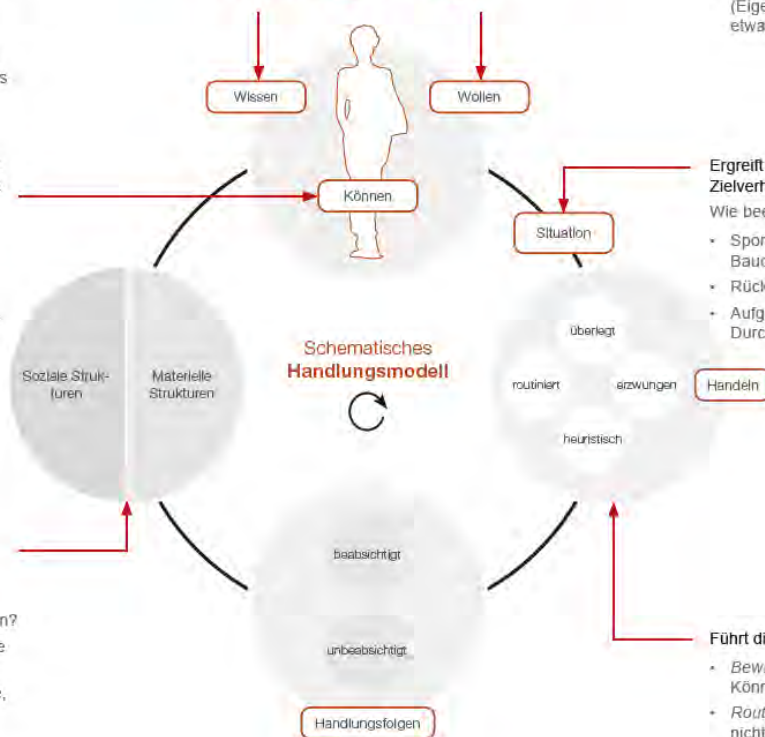 (Eige
etwa
s
Wissen
Wollen
Können
Ergreift
Zielverh
Wie bee
Situation
• Spon
Bauc
• Rück
• Aufg
Durc
überlegt
routiniert
erzwungen
heuristisch
Handeln
Soziale Struk-
turen
Materielle
Strukturen
Schematisches
Handlungsmodell
beabsichtigt
unbeabsichtigt
Handlungsfolgen
n?
e
,
Führt di
• Bew
Könr
• Rout
nicht